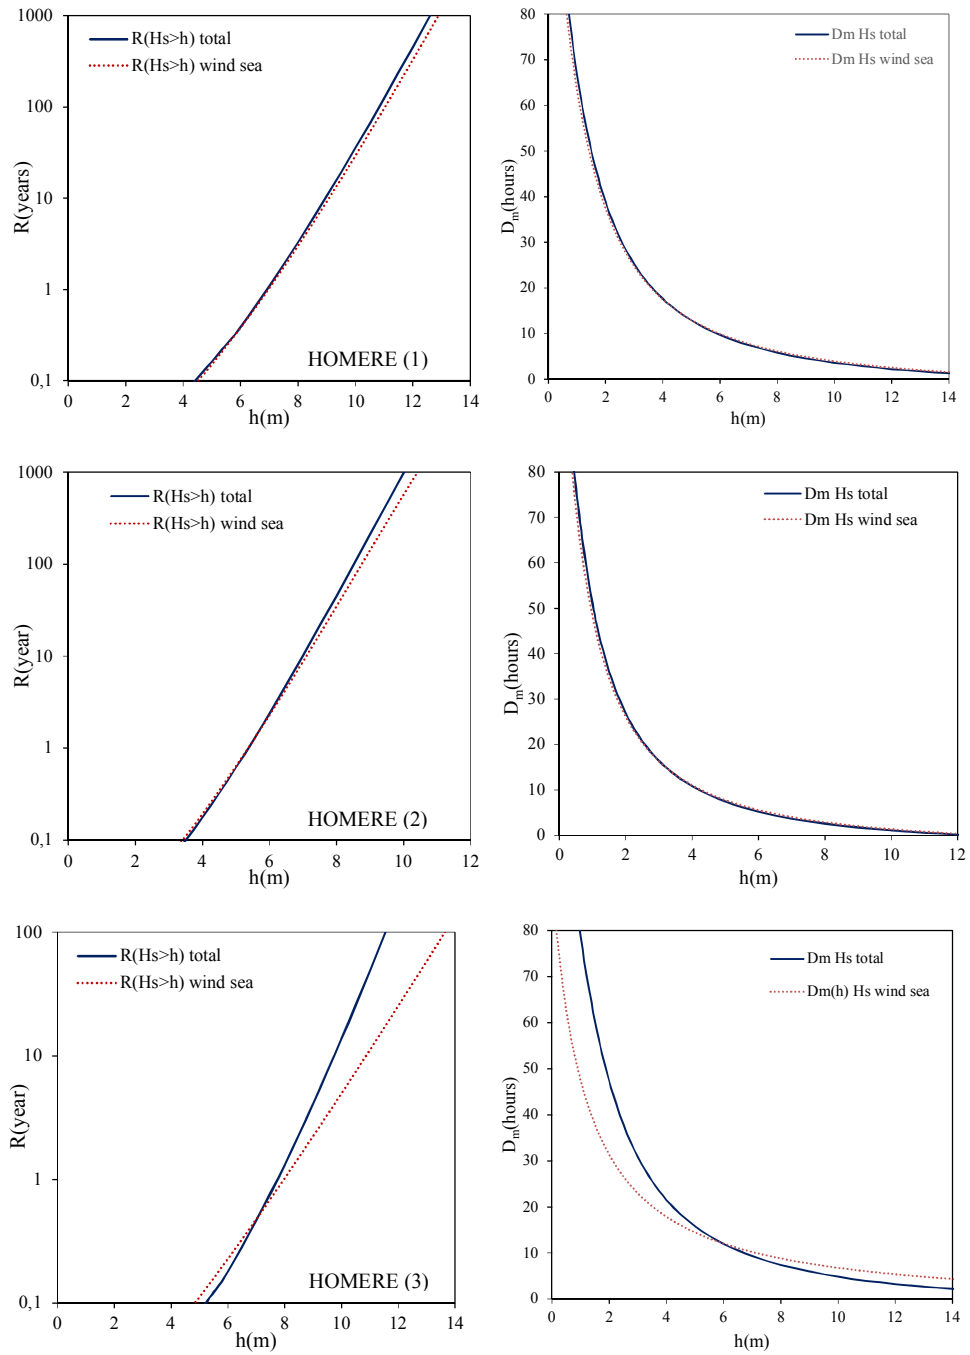 R(Hs>h) total
R(Hs>h) wind sea
1000
100
10
1
0,1
R(years)
HOMERE (1)
0 2 4 6 8 10 12 14
h(m)
Dm Hs total
Dm Hs wind sea
80
70
60
50
40
30
20
10
0
Dm(hours)
0 2 4 6 8 10 12 14
h(m)
R(Hs>h) total
R(Hs>h) wind sea
1000
100
10
1
0,1
R(year)
HOMERE (2)
0 2 4 6 8 10 12
h(m)
Dm Hs total
Dm Hs wind sea
80
70
60
50
40
30
20
10
0
Dm(hours)
0 2 4 6 8 10 12
h(m)
R(Hs>h) total
R(Hs>h) wind sea
100
10
1
0,1
R(year)
HOMERE (3)
0 2 4 6 8 10 12 14
h(m)
Dm Hs total
Dm(h) Hs wind sea
80
70
60
50
40
30
20
10
0
Dm(hours)
0 2 4 6 8 10 12 14
h(m)